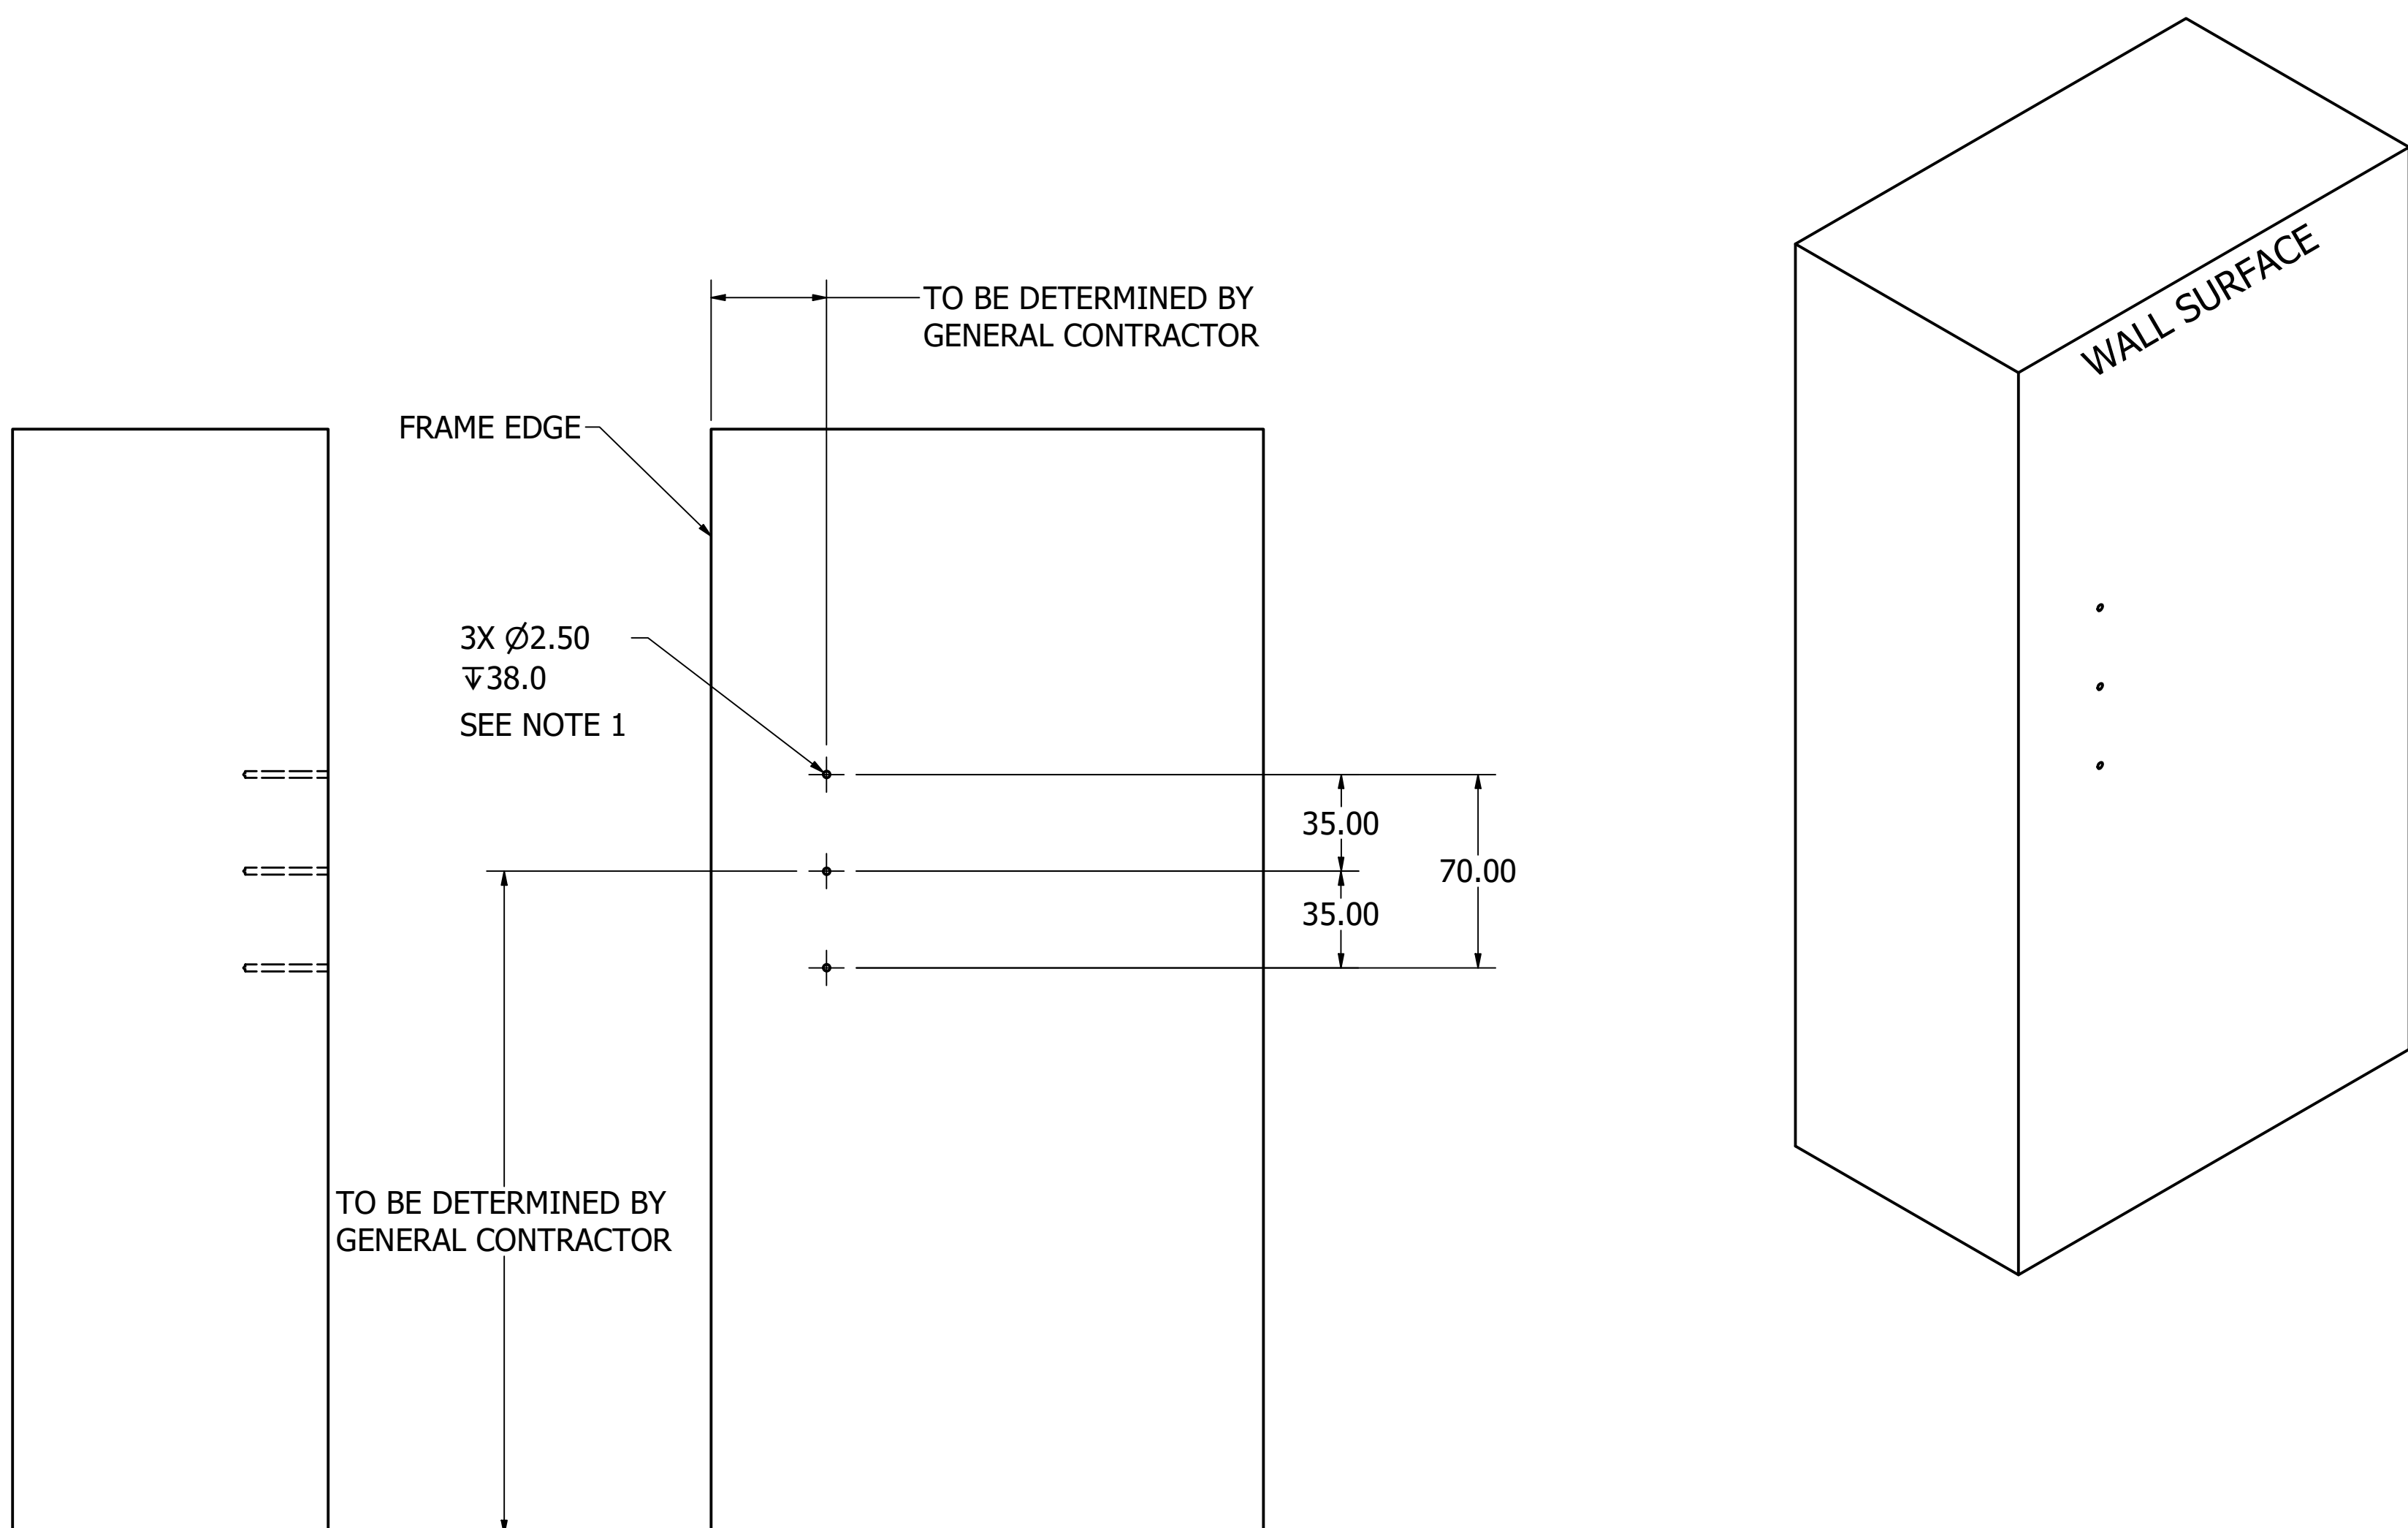 WALL SURFACE
TO BE DETERMINED BY
GENERAL CONTRACTOR
FRAME EDGE
3X Ø2.50
↧38.0
SEE NOTE 1
35.00
70.00
35.00
TO BE DETERMINED BY
GENERAL CONTRACTOR